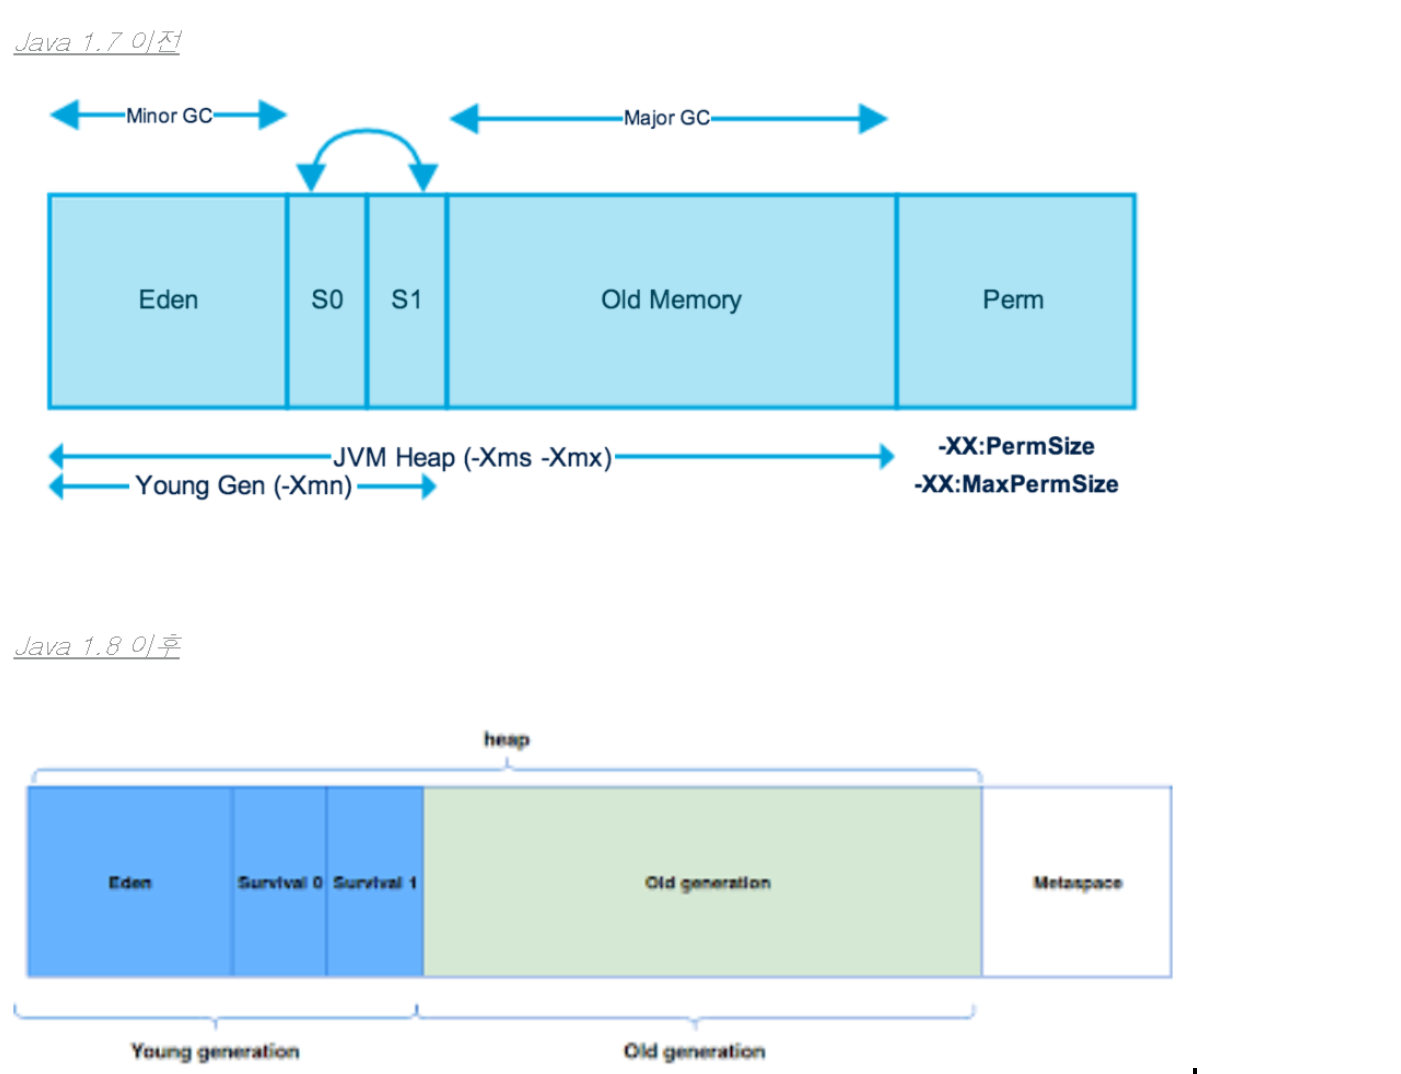 Java 1.7 이전
Minor GC
Major GC
Eden
S0
S1
Old Memory
Perm
JVM Heap (-Xms -Xmx)
-XX:PermSize
Young Gen (-Xmn)
-XX:MaxPermSize
Java 1.8 이후
heap
Eden
Survival 0
Survival 1
Old generation
Metaspace
Young generation
Old generation